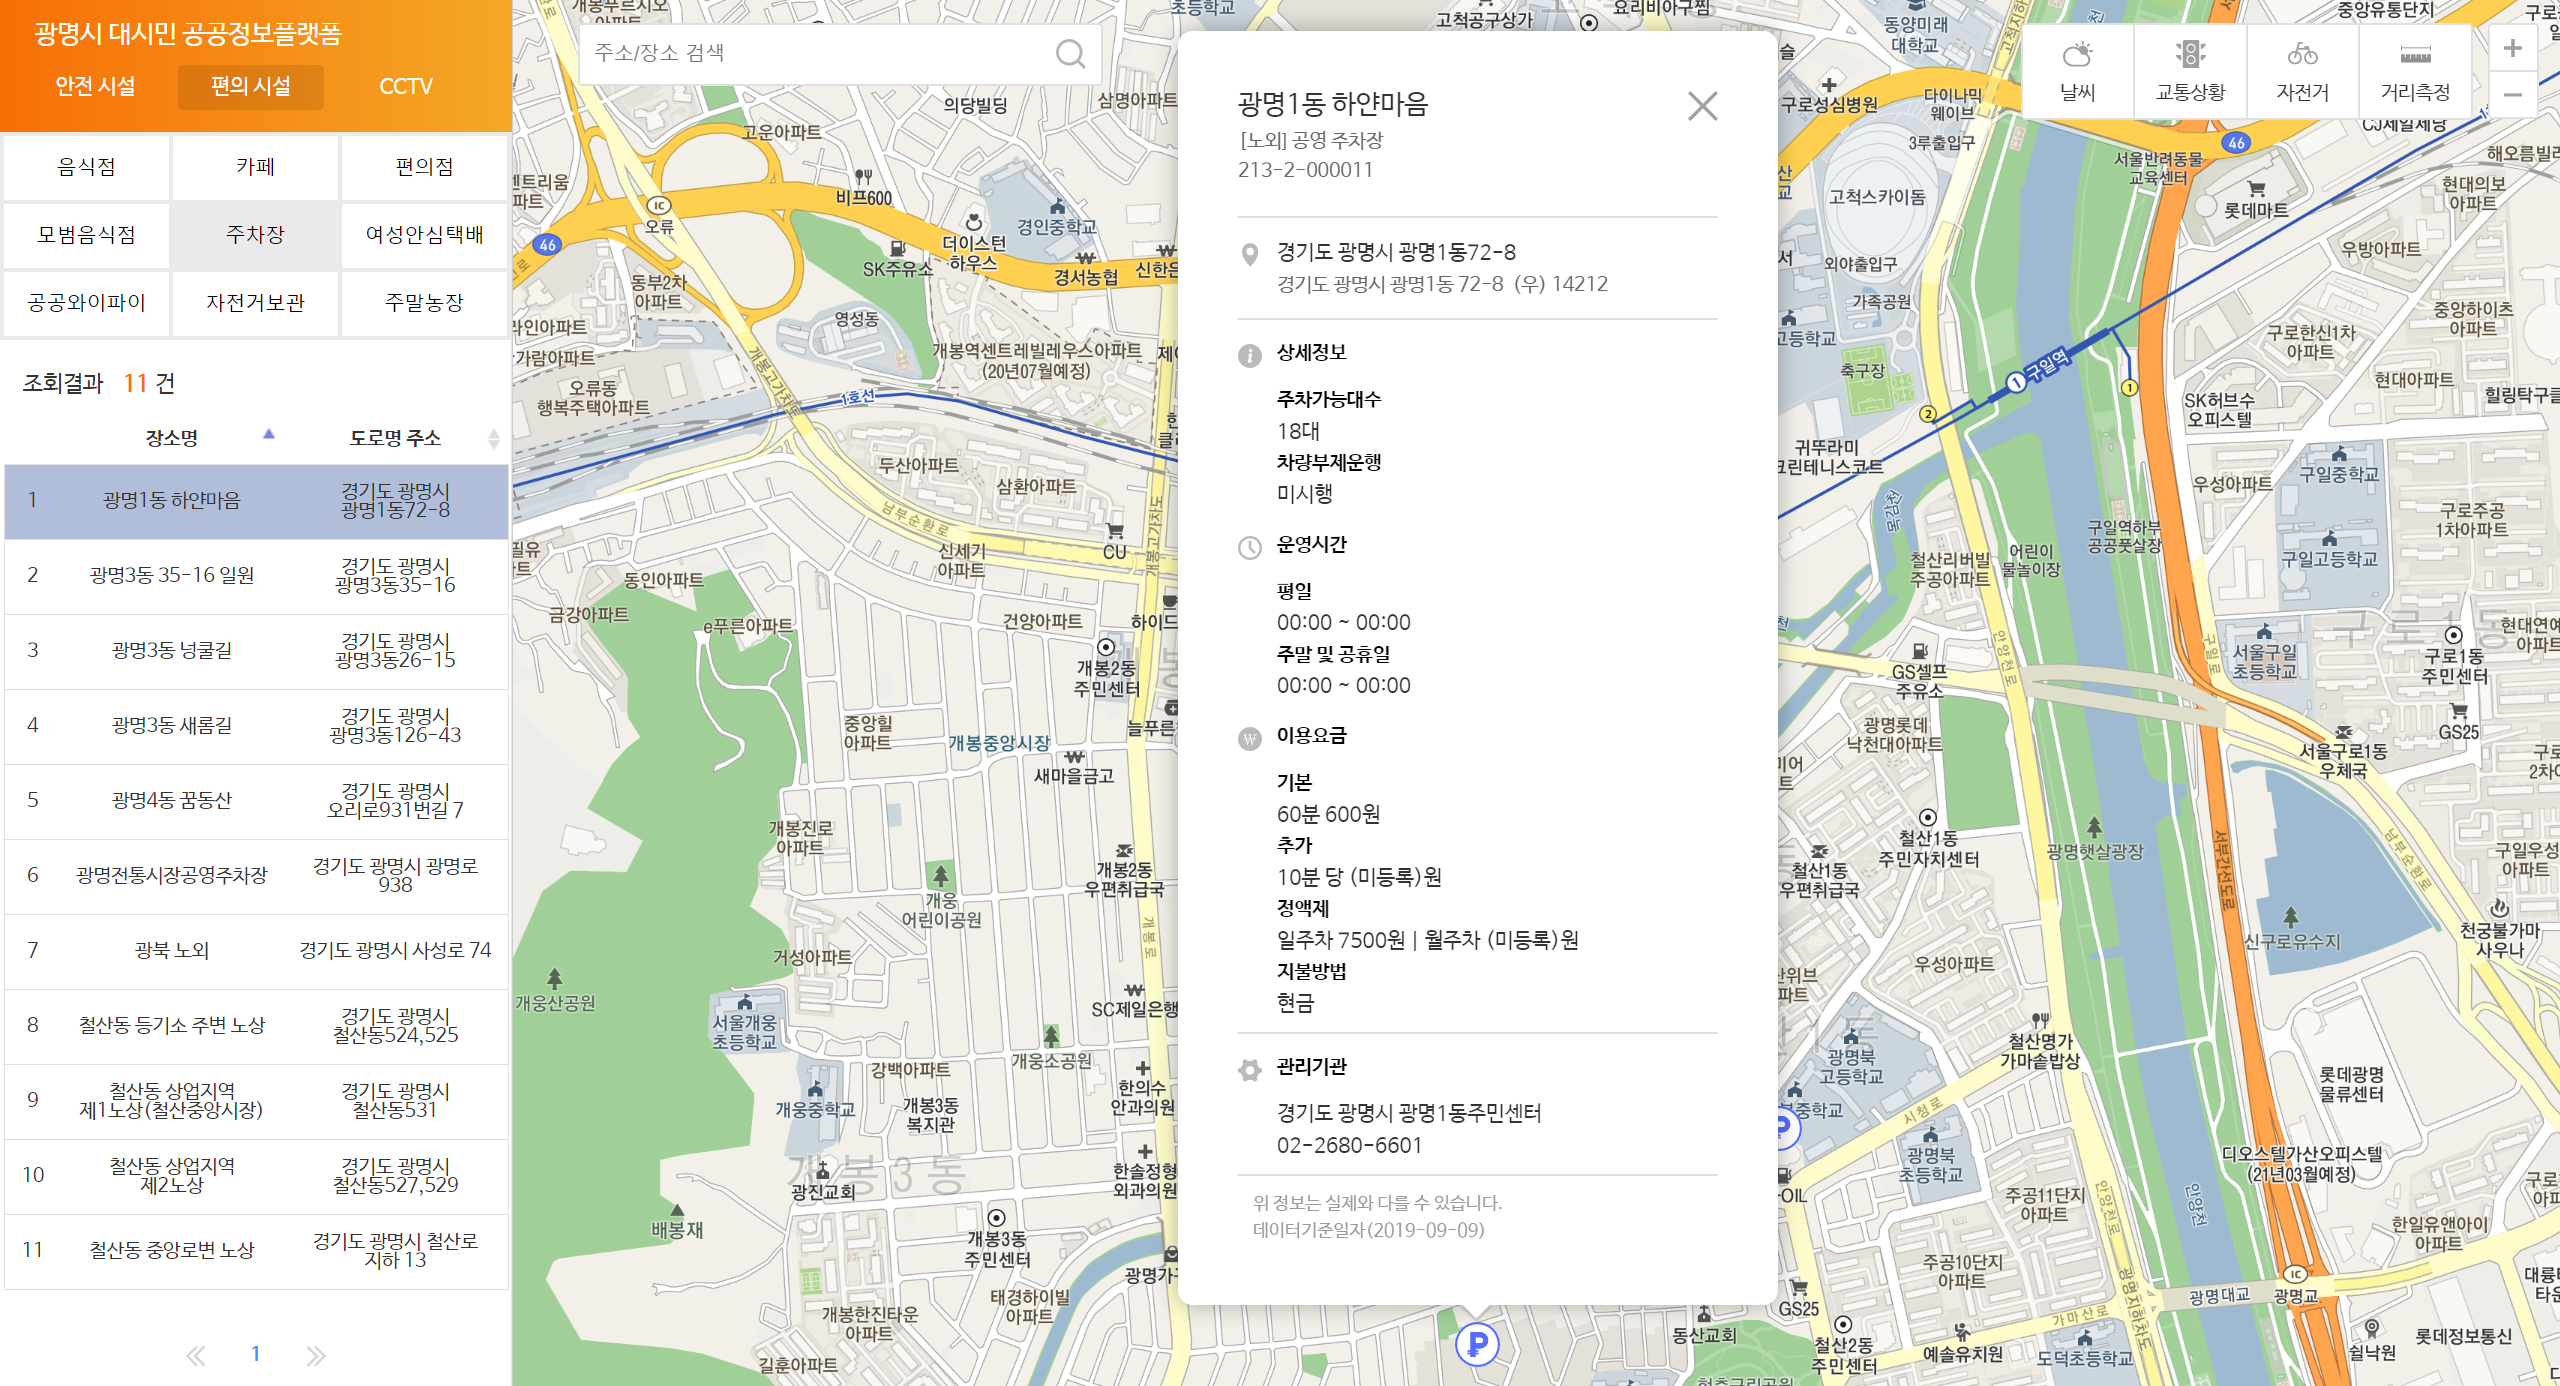 광명시 대시민 공공정보플랫폼
안전 시설
편의 시설
CCTV
음식점
카페
편의점
모범음식점
주차장
여성안심택배
공공와이파이
자전거보관
주말농장
조회결과 11 건
장소명
도로명 주소
1 광명1동 하얀마음 경기도 광명시
광명1동72-8
2 광명3동 35-16 일원 경기도 광명시
광명3동35-16
3 광명3동 넝쿨길 경기도 광명시
광명3동26-15
4 광명3동 새롬길 경기도 광명시
광명3동126-43
5 광명4동 꿈동산 경기도 광명시
오리로931번길 7
6 광명전통시장공영주차장 경기도 광명시 광명로
938
7 광북 노외 경기도 광명시 사성로 74
8 철산동 등기소 주변 노상 경기도 광명시
철산동524,525
9 철산동 상업지역
제1노상(철산중앙시장)
경기도 광명시
철산동531
10 철산동 상업지역
제2노상
경기도 광명시
철산동527,529
11 철산동 중앙로변 노상 경기도 광명시 철산로
지하 13
1
주소/장소 검색
광명1동 하얀마음
[노외] 공영 주차장
213-2-000011
경기도 광명시 광명1동72-8
경기도 광명시 광명1동 72-8 (우) 14212
상세정보
주차가능대수
18대
차량부제운행
미시행
운영시간
평일
00:00 ~ 00:00
주말 및 공휴일
00:00 ~ 00:00
이용요금
기본
60분 600원
추가
10분 당 (미등록)원
정액제
일주차 7500원 | 월주차 (미등록)원
지불방법
현금
관리기관
경기도 광명시 광명1동주민센터
02-2680-6601
위 정보는 실제와 다를 수 있습니다.
데이터기준일자(2019-09-09)
날씨
교통상황
자전거
거리측정
초등학교
고척공구상가
요리비아구찜
동양미래
대학교
중앙유통단지
의당빌딩
삼명아파트
고운아파트
비프600
오류
IC
46
SK주유소
더이스턴
하우스
경인중학교
경서농협
동부2차
아파트
영성동
개봉역센트레빌레우스아파트
(20년07월예정)
오류동
행복주택아파트
1호선
개봉고가차도
두산아파트
삼환아파트
남부순환로
신세기
아파트
CU
동인아파트
금강아파트
e푸른아파트
건양아파트
개봉2동
주민센터
중앙힐
아파트
개봉중앙시장
새마을금고
개봉진로
아파트
개봉2동
우편취급국
개웅
어린이공원
개봉로
거성아파트
개웅산공원
SC제일은행
서울개웅
초등학교
개웅소공원
강백아파트
한의수
안과의원
개웅중학교
개봉3동
복지관
개봉3동
광진교회
한솔정형
외과의원
배봉재
개봉3동
주민센터
태경하이빌
아파트
개봉한진타운
아파트
길훈아파트
구로성심병원
다이나믹
웨이브
3루출입구
고척스카이돔
외야출입구
가족공원
축구장
서울반려동물
교육센터
46
롯데마트
해오름빌라
현대의보
아파트
우방아파트
중앙하이츠
아파트
구로한신1차
아파트
현대아파트
구일역
1
2
1
SK허브수
오피스텔
귀뚜라미
크린테니스코트
목감천
구일중학교
우성아파트
구로주공
1차아파트
구일역하부
공공풋살장
구일고등학교
철산리버빌
주공아파트
어린이
물놀이장
안양천로
구일로
구로1동
서울구일
초등학교
구로1동
주민센터
GS셀프
주유소
광명롯데
낙천대아파트
GS25
서울구로1동
우체국
철산1동
주민자치센터
철산1동
우편취급국
광명햇살광장
서부간선도로
남부순환로
신구로유수지
천궁불가마
사우나
우성아파트
철산명가
가마솥밥상
광명북
고등학교
롯데광명
물류센터
시청로
광명북
초등학교
디오스텔가산오피스텔
(21년03월예정)
주공11단지
아파트
안양천로
안양천
한일유앤아이
아파트
주공10단지
아파트
IC
광명대교
광명교
광명지하차도
가마산로
GS25
동산교회
철산2동
주민센터
예솔유치원
도덕초등학교
쉴낙원
롯데정보통신